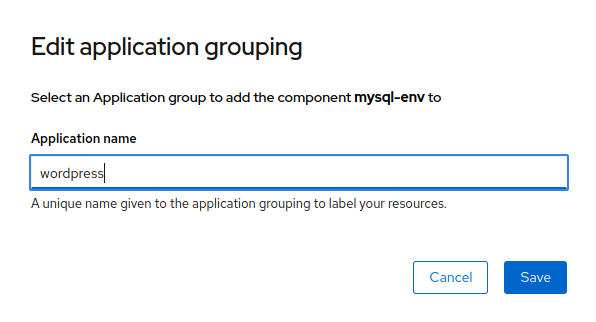 Edit application grouping
Select an Application group to add the component mysql-env to
Application name
wordpress
A unique name given to the application grouping to label your resources.
Cancel Save